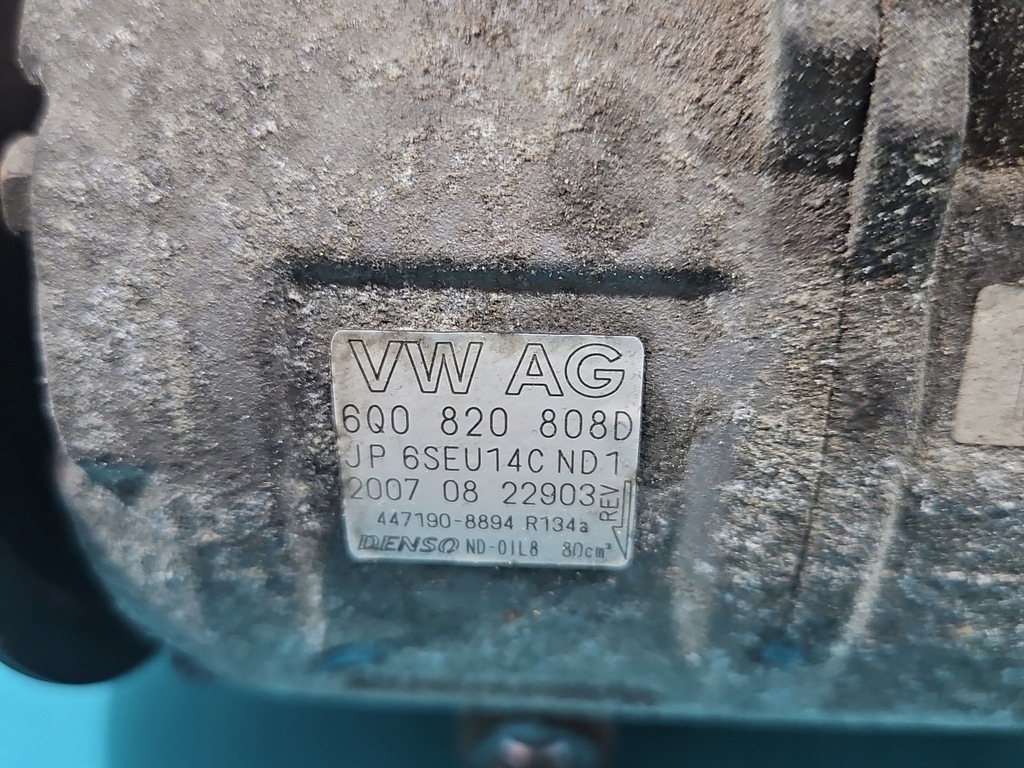 VW AG
6Q0 820 808D
JP 6SEU14C ND1
2007 08 22903
REV
447190-8894 R134a
DENSO ND-OIL8 80cm³